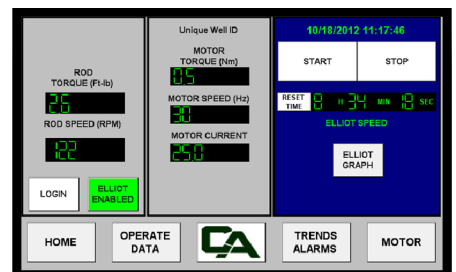 ROD
TORQUE (Ft-lb)
26
ROD SPEED (RPM)
122
LOGIN
ELLIOT
ENABLED
Unique Well ID
MOTOR
TORQUE (Nm)
0.5
MOTOR SPEED (Hz)
30
MOTOR CURRENT
25.0
10/18/2012 11:17:46
START
STOP
RESET
TIME
8 H 34 MIN 18 SEC
ELLIOT SPEED
ELLIOT
GRAPH
HOME
OPERATE
DATA
CA
TRENDS
ALARMS
MOTOR